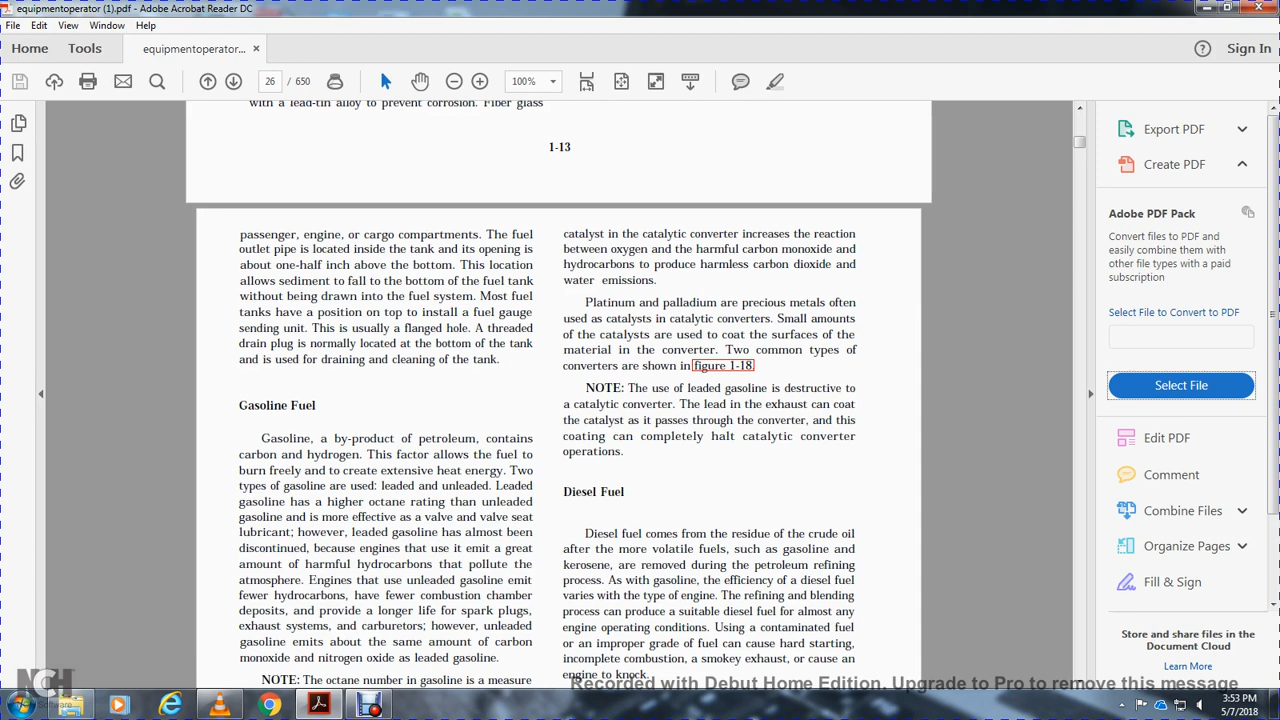 equipmentoperator (1).pdf - Adobe Acrobat Reader DC
File Edit View Window Help
Home Tools equipmentoperator... × Sign In
26 / 650 100%
with a lead-tin alloy to prevent corrosion. Fiber glass
1-13
passenger, engine, or cargo compartments. The fuel
outlet pipe is located inside the tank and its opening is
about one-half inch above the bottom. This location
allows sediment to fall to the bottom of the fuel tank
without being drawn into the fuel system. Most fuel
tanks have a position on top to install a fuel gauge
sending unit. This is usually a flanged hole. A threaded
drain plug is normally located at the bottom of the tank
and is used for draining and cleaning of the tank.
Gasoline Fuel
Gasoline, a by-product of petroleum, contains
carbon and hydrogen. This factor allows the fuel to
burn freely and to create extensive heat energy. Two
types of gasoline are used: leaded and unleaded. Leaded
gasoline has a higher octane rating than unleaded
gasoline and is more effective as a valve and valve seat
lubricant; however, leaded gasoline has almost been
discontinued, because engines that use it emit a great
amount of harmful hydrocarbons that pollute the
atmosphere. Engines that use unleaded gasoline emit
fewer hydrocarbons, have fewer combustion chamber
deposits, and provide a longer life for spark plugs,
exhaust systems, and carburetors; however, unleaded
gasoline emits about the same amount of carbon
monoxide and nitrogen oxide as leaded gasoline.
NOTE: The octane number in gasoline is a measure
catalyst in the catalytic converter increases the reaction
between oxygen and the harmful carbon monoxide and
hydrocarbons to produce harmless carbon dioxide and
water emissions.
Platinum and palladium are precious metals often
used as catalysts in catalytic converters. Small amounts
of the catalysts are used to coat the surfaces of the
material in the converter. Two common types of
converters are shown in figure 1-18.
NOTE: The use of leaded gasoline is destructive to
a catalytic converter. The lead in the exhaust can coat
the catalyst as it passes through the converter, and this
coating can completely halt catalytic converter
operations.
Diesel Fuel
Diesel fuel comes from the residue of the crude oil
after the more volatile fuels, such as gasoline and
kerosene, are removed during the petroleum refining
process. As with gasoline, the efficiency of a diesel fuel
varies with the type of engine. The refining and blending
process can produce a suitable diesel fuel for almost any
engine operating conditions. Using a contaminated fuel
or an improper grade of fuel can cause hard starting,
incomplete combustion, a smokey exhaust, or cause an
engine to knock.
Export PDF
Create PDF
Adobe PDF Pack
Convert files to PDF and
easily combine them with
other file types with a paid
subscription
Select File to Convert to PDF
Select File
Edit PDF
Comment
Combine Files
Organize Pages
Fill & Sign
Store and share files in the
Document Cloud
Learn More
NCH
Software
Recorded with Debut Home Edition. Upgrade to Pro to remove this message
3:53 PM
5/7/2018